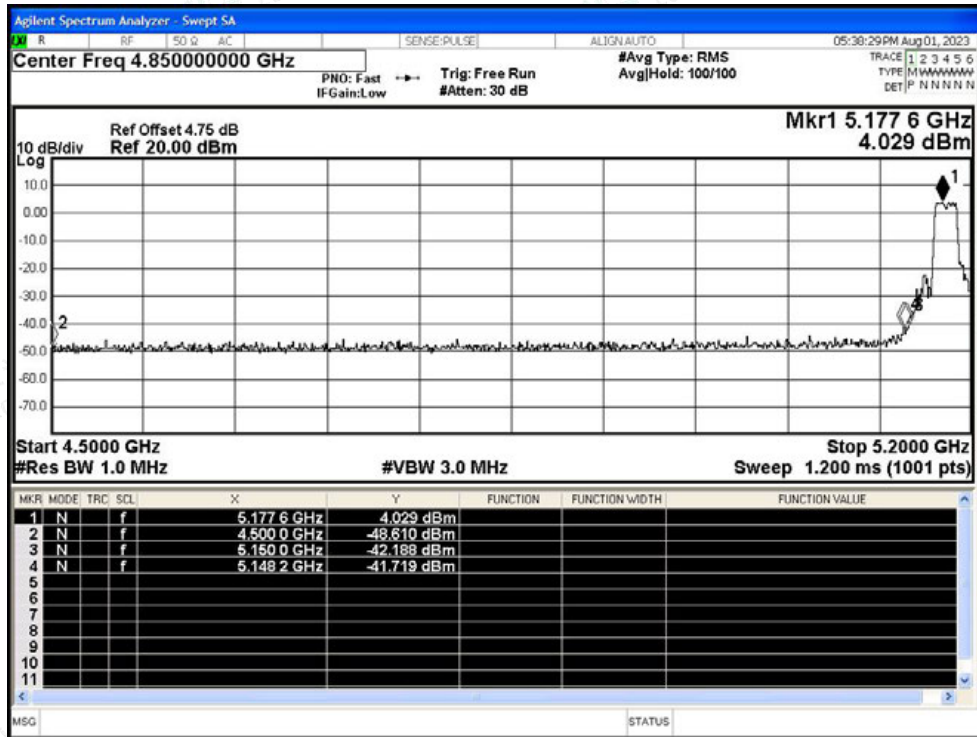 Agilent Spectrum Analyzer - Swept SA
R RF 50 Ω AC SENSE:PULSE ALIGN AUTO 05:38:29 PM Aug 01, 2023
Center Freq 4.850000000 GHz
PNO: Fast
IFGain:Low
Trig: Free Run
#Atten: 30 dB
#Avg Type: RMS
Avg|Hold: 100/100
TRACE 1 2 3 4 5 6
TYPE M
DET P N N N N N
Mkr1 5.177 6 GHz
4.029 dBm
Ref Offset 4.75 dB
10 dB/div Ref 20.00 dBm
Log
10.0
0.00
-10.0
-20.0
-30.0
-40.0
-50.0
-60.0
-70.0
1
2
Start 4.5000 GHz Stop 5.2000 GHz
#Res BW 1.0 MHz #VBW 3.0 MHz Sweep 1.200 ms (1001 pts)
MKR MODE TRC SCL X Y FUNCTION FUNCTION WIDTH FUNCTION VALUE
1 N f 5.177 6 GHz 4.029 dBm
2 N f 4.500 0 GHz -48.610 dBm
3 N f 5.150 0 GHz -42.188 dBm
4 N f 5.148 2 GHz -41.719 dBm
5
6
7
8
9
10
11
MSG STATUS